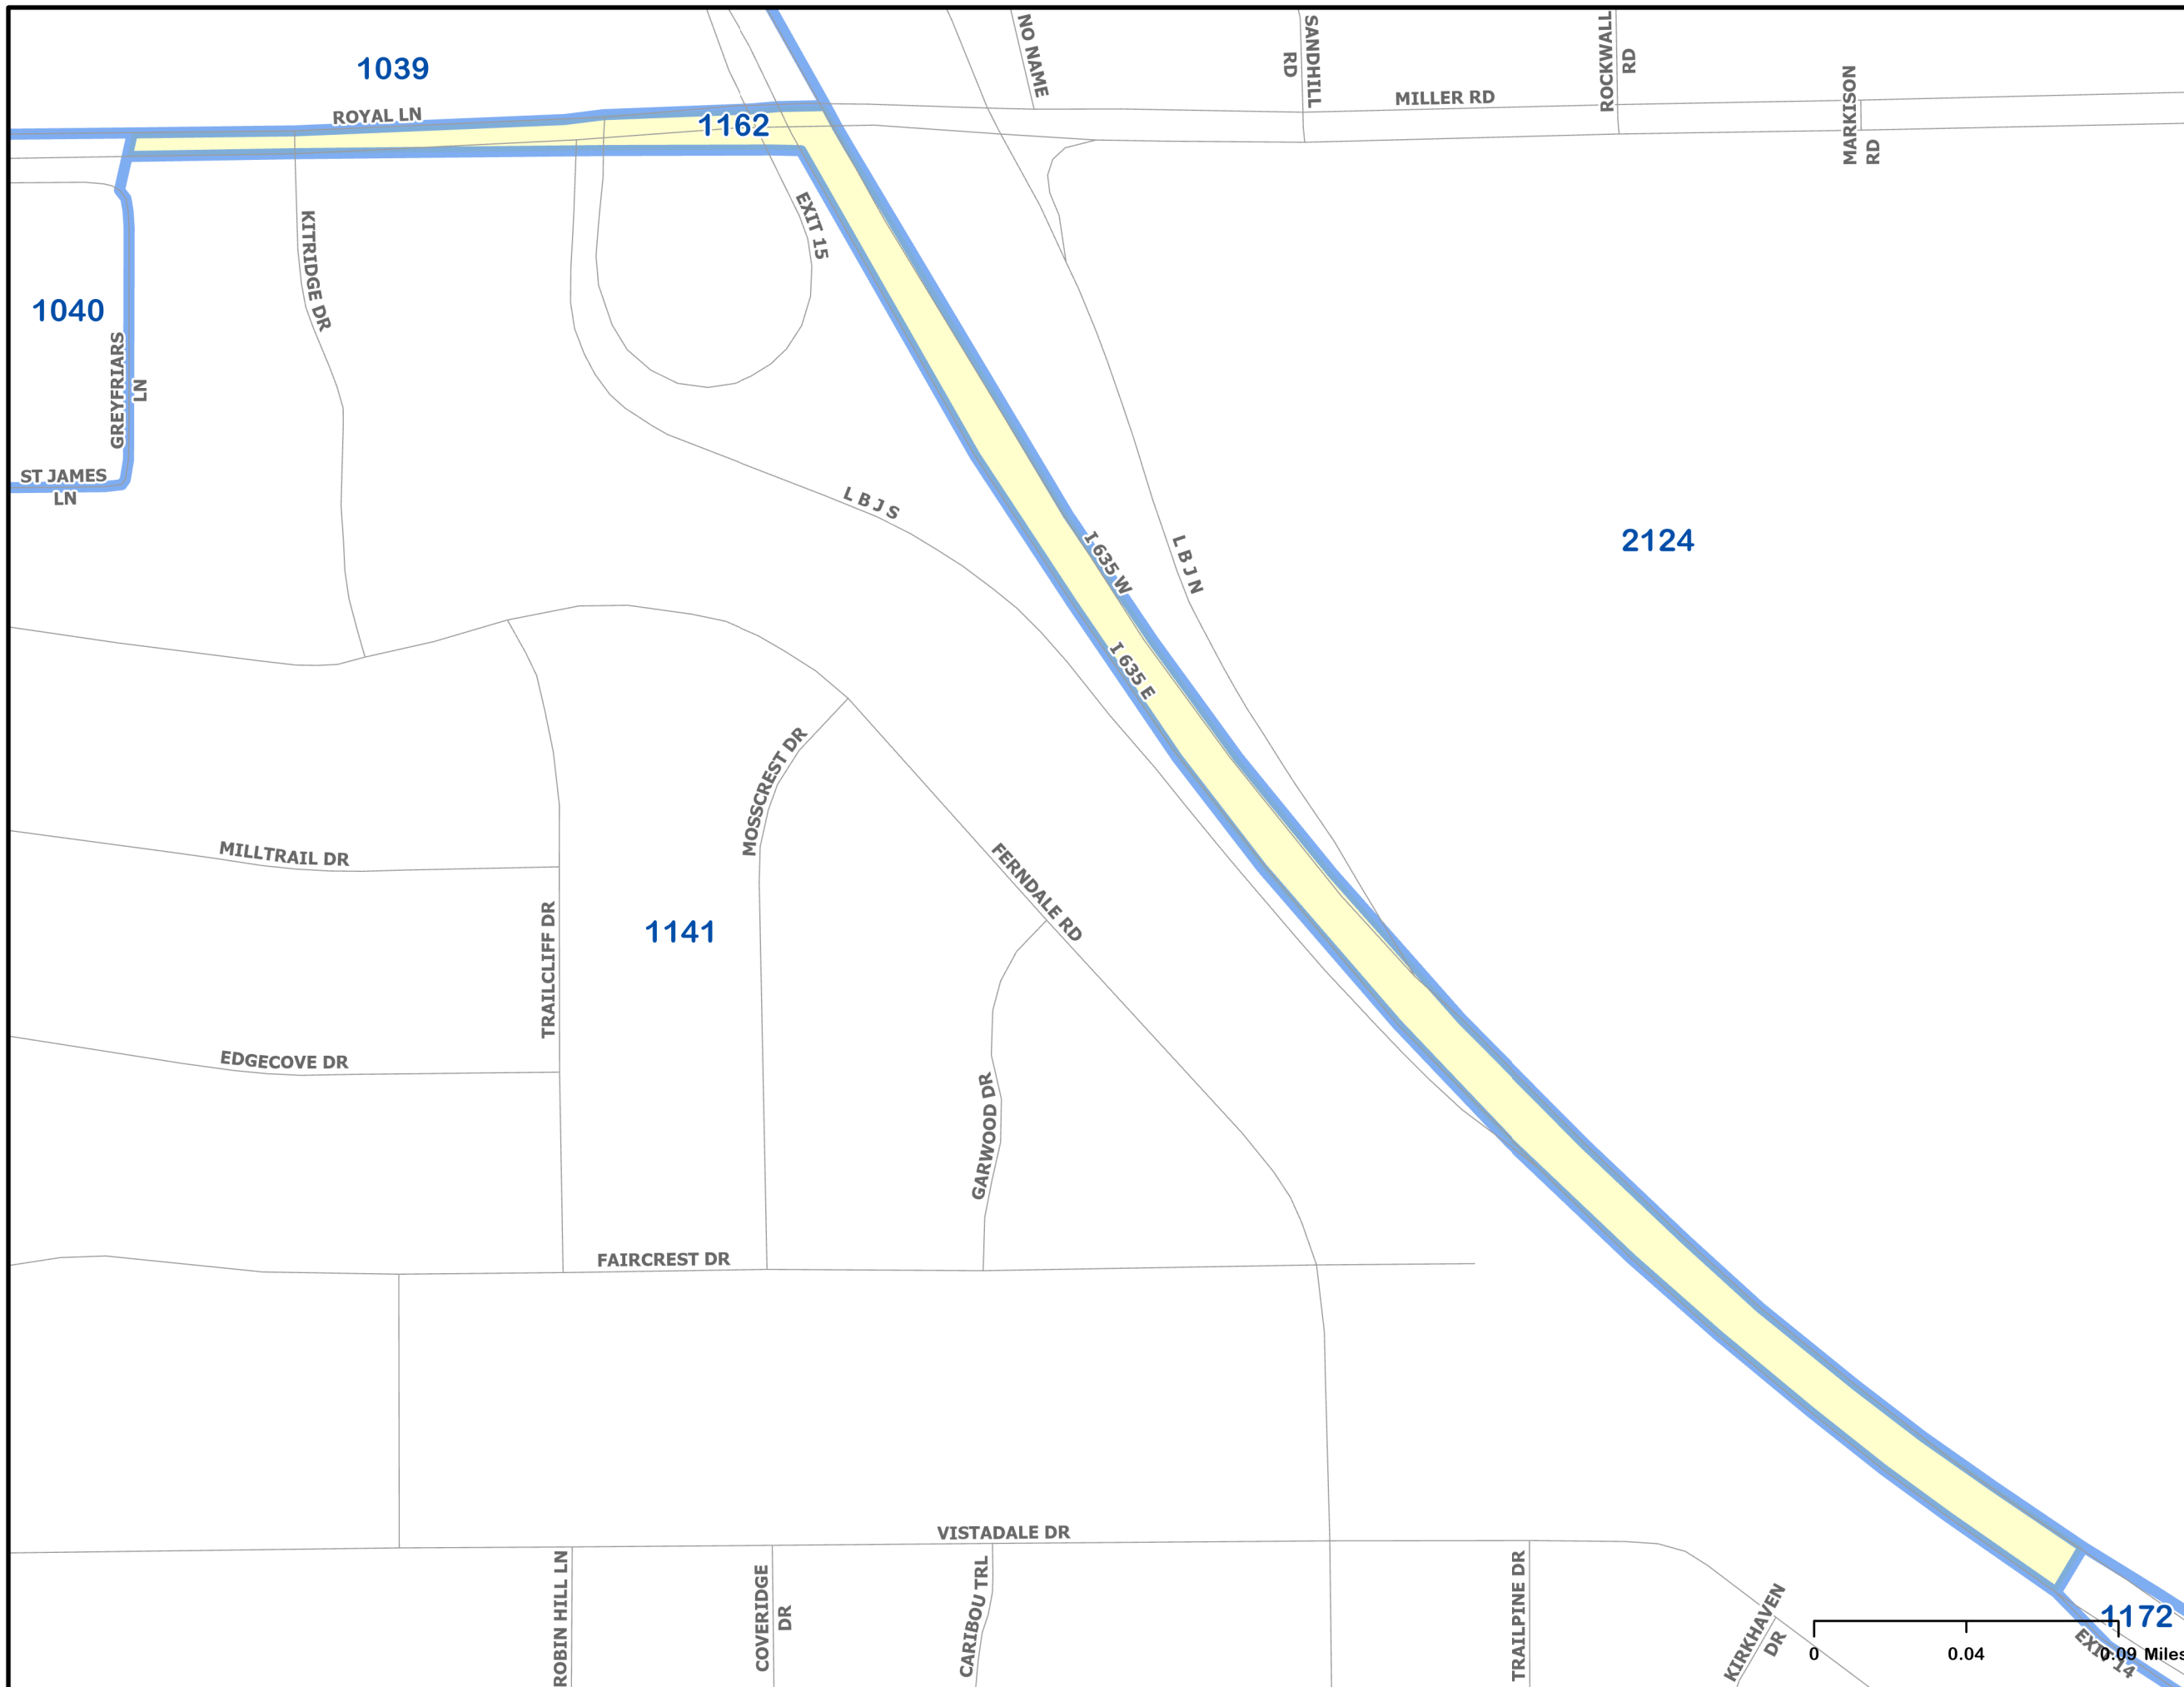 NO NAME
SANDHILL
RD
ROCKWALL
RD
1039
MILLER RD
MARKISON
RD
ROYAL LN
1162
EXIT 15
KITRIDGE DR
1040
GREYFRIARS
LN
ST JAMES
LN
L B J S
I 635 W
L B J N
2124
I 635 E
MOSSCREST DR
MILLTRAIL DR
FERNDALE RD
TRAILCLIFF DR
1141
EDGECOVE DR
GARWOOD DR
FAIRCREST DR
VISTADALE DR
ROBIN HILL LN
COVERIDGE
DR
CARIBOU TRL
TRAILPINE DR
KIRKHAVEN
DR
1172
EXIT 14
0 0.04 0.09 Miles